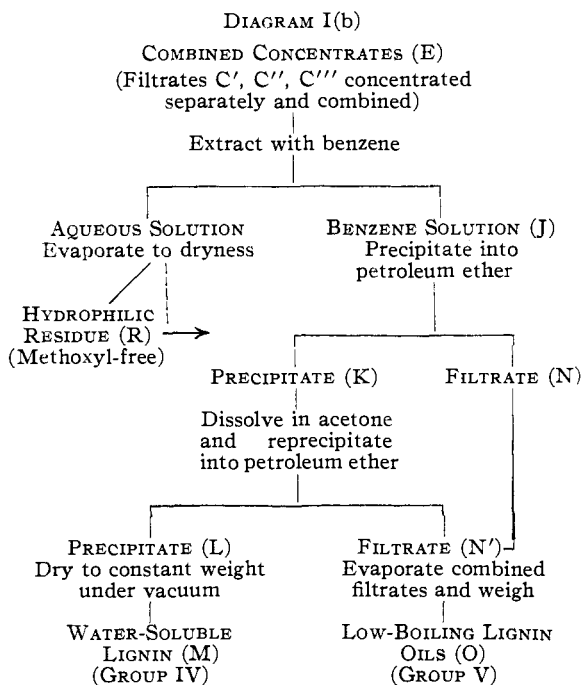 DIAGRAM I(b)
COMBINED CONCENTRATES (E)
(Filtrates C′, C″, C‴ concentrated
separately and combined)
Extract with benzene
AQUEOUS SOLUTION
Evaporate to dryness
BENZENE SOLUTION (J)
Precipitate into
petroleum ether
HYDROPHILIC
RESIDUE (R)
(Methoxyl-free)
PRECIPITATE (K)
FILTRATE (N)
Dissolve in acetone
and reprecipitate
into petroleum ether
PRECIPITATE (L)
Dry to constant weight
under vacuum
FILTRATE (N′)
Evaporate combined
filtrates and weigh
WATER-SOLUBLE
LIGNIN (M)
(GROUP IV)
LOW-BOILING LIGNIN
OILS (O)
(GROUP V)